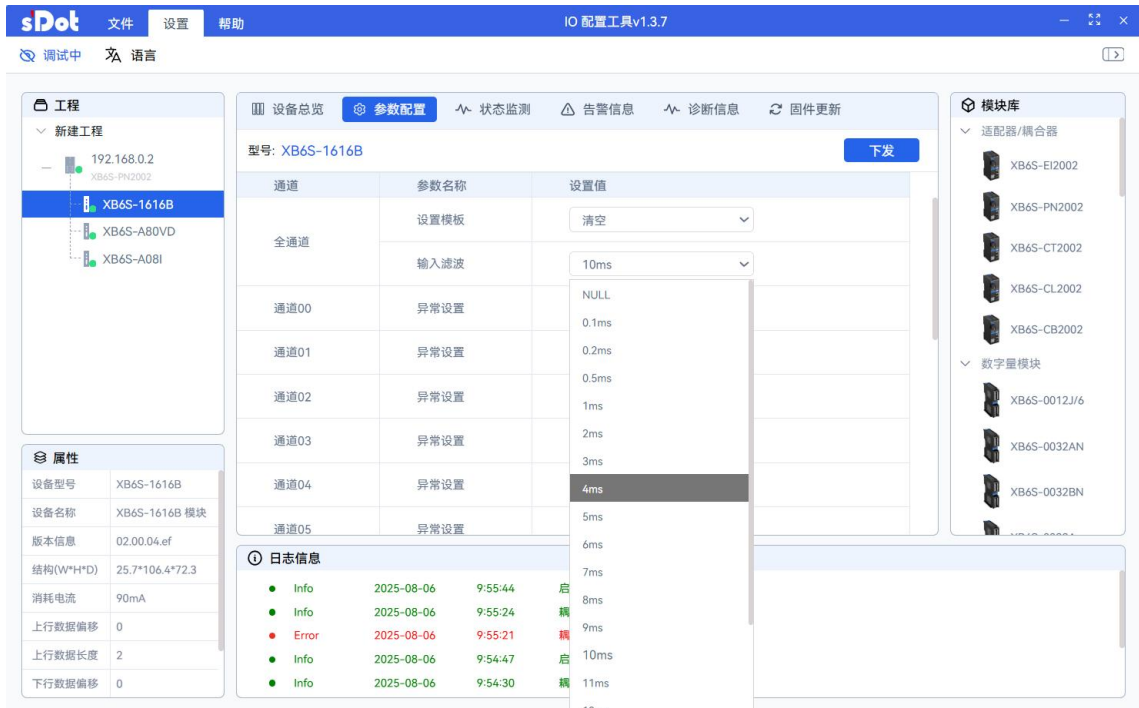 sDot 文件 设置 帮助 IO 配置工具v1.3.7
调试中 语言
工程
新建工程
192.168.0.2
XB6S-PN2002
XB6S-1616B
XB6S-A80VD
XB6S-A08I
属性
设备型号 XB6S-1616B
设备名称 XB6S-1616B 模块
版本信息 02.00.04.ef
结构(W*H*D) 25.7*106.4*72.3
消耗电流 90mA
上行数据偏移 0
上行数据长度 2
下行数据偏移 0
设备总览 参数配置 状态监测 告警信息 诊断信息 固件更新
型号: XB6S-1616B 下发
通道 参数名称 设置值
全通道
设置模板 清空
输入滤波 10ms
通道00 异常设置
通道01 异常设置
通道02 异常设置
通道03 异常设置
通道04 异常设置
通道05 异常设置
NULL
0.1ms
0.2ms
0.5ms
1ms
2ms
3ms
4ms
5ms
6ms
7ms
8ms
9ms
10ms
11ms
日志信息
Info 2025-08-06 9:55:44 启
Info 2025-08-06 9:55:24 耦
Error 2025-08-06 9:55:21 耦
Info 2025-08-06 9:54:47 启
Info 2025-08-06 9:54:30 耦
模块库
适配器/耦合器
XB6S-EI2002
XB6S-PN2002
XB6S-CT2002
XB6S-CL2002
XB6S-CB2002
数字量模块
XB6S-0012J/6
XB6S-0032AN
XB6S-0032BN